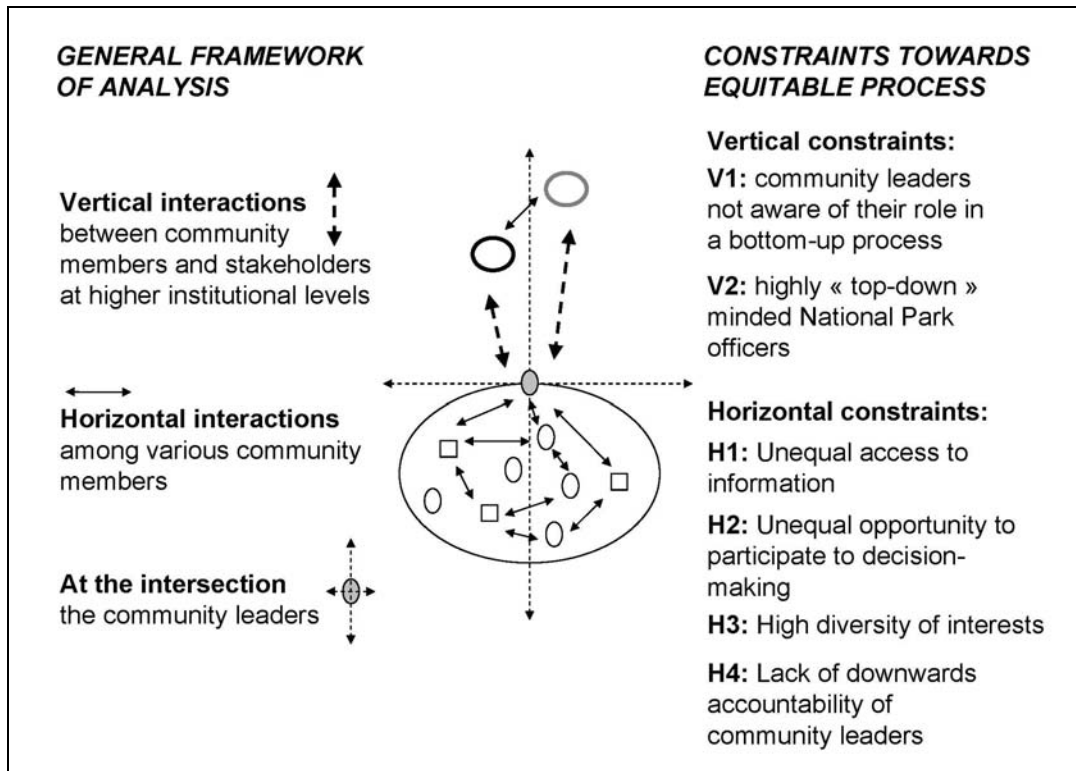 GENERAL FRAMEWORK
OF ANALYSIS
Vertical interactions
between community
members and stakeholders
at higher institutional levels
Horizontal interactions
among various community
members
At the intersection
the community leaders
CONSTRAINTS TOWARDS
EQUITABLE PROCESS
Vertical constraints:
V1: community leaders
not aware of their role in
a bottom-up process
V2: highly « top-down »
minded National Park
officers
Horizontal constraints:
H1: Unequal access to
information
H2: Unequal opportunity to
participate to decision-
making
H3: High diversity of interests
H4: Lack of downwards
accountability of
community leaders